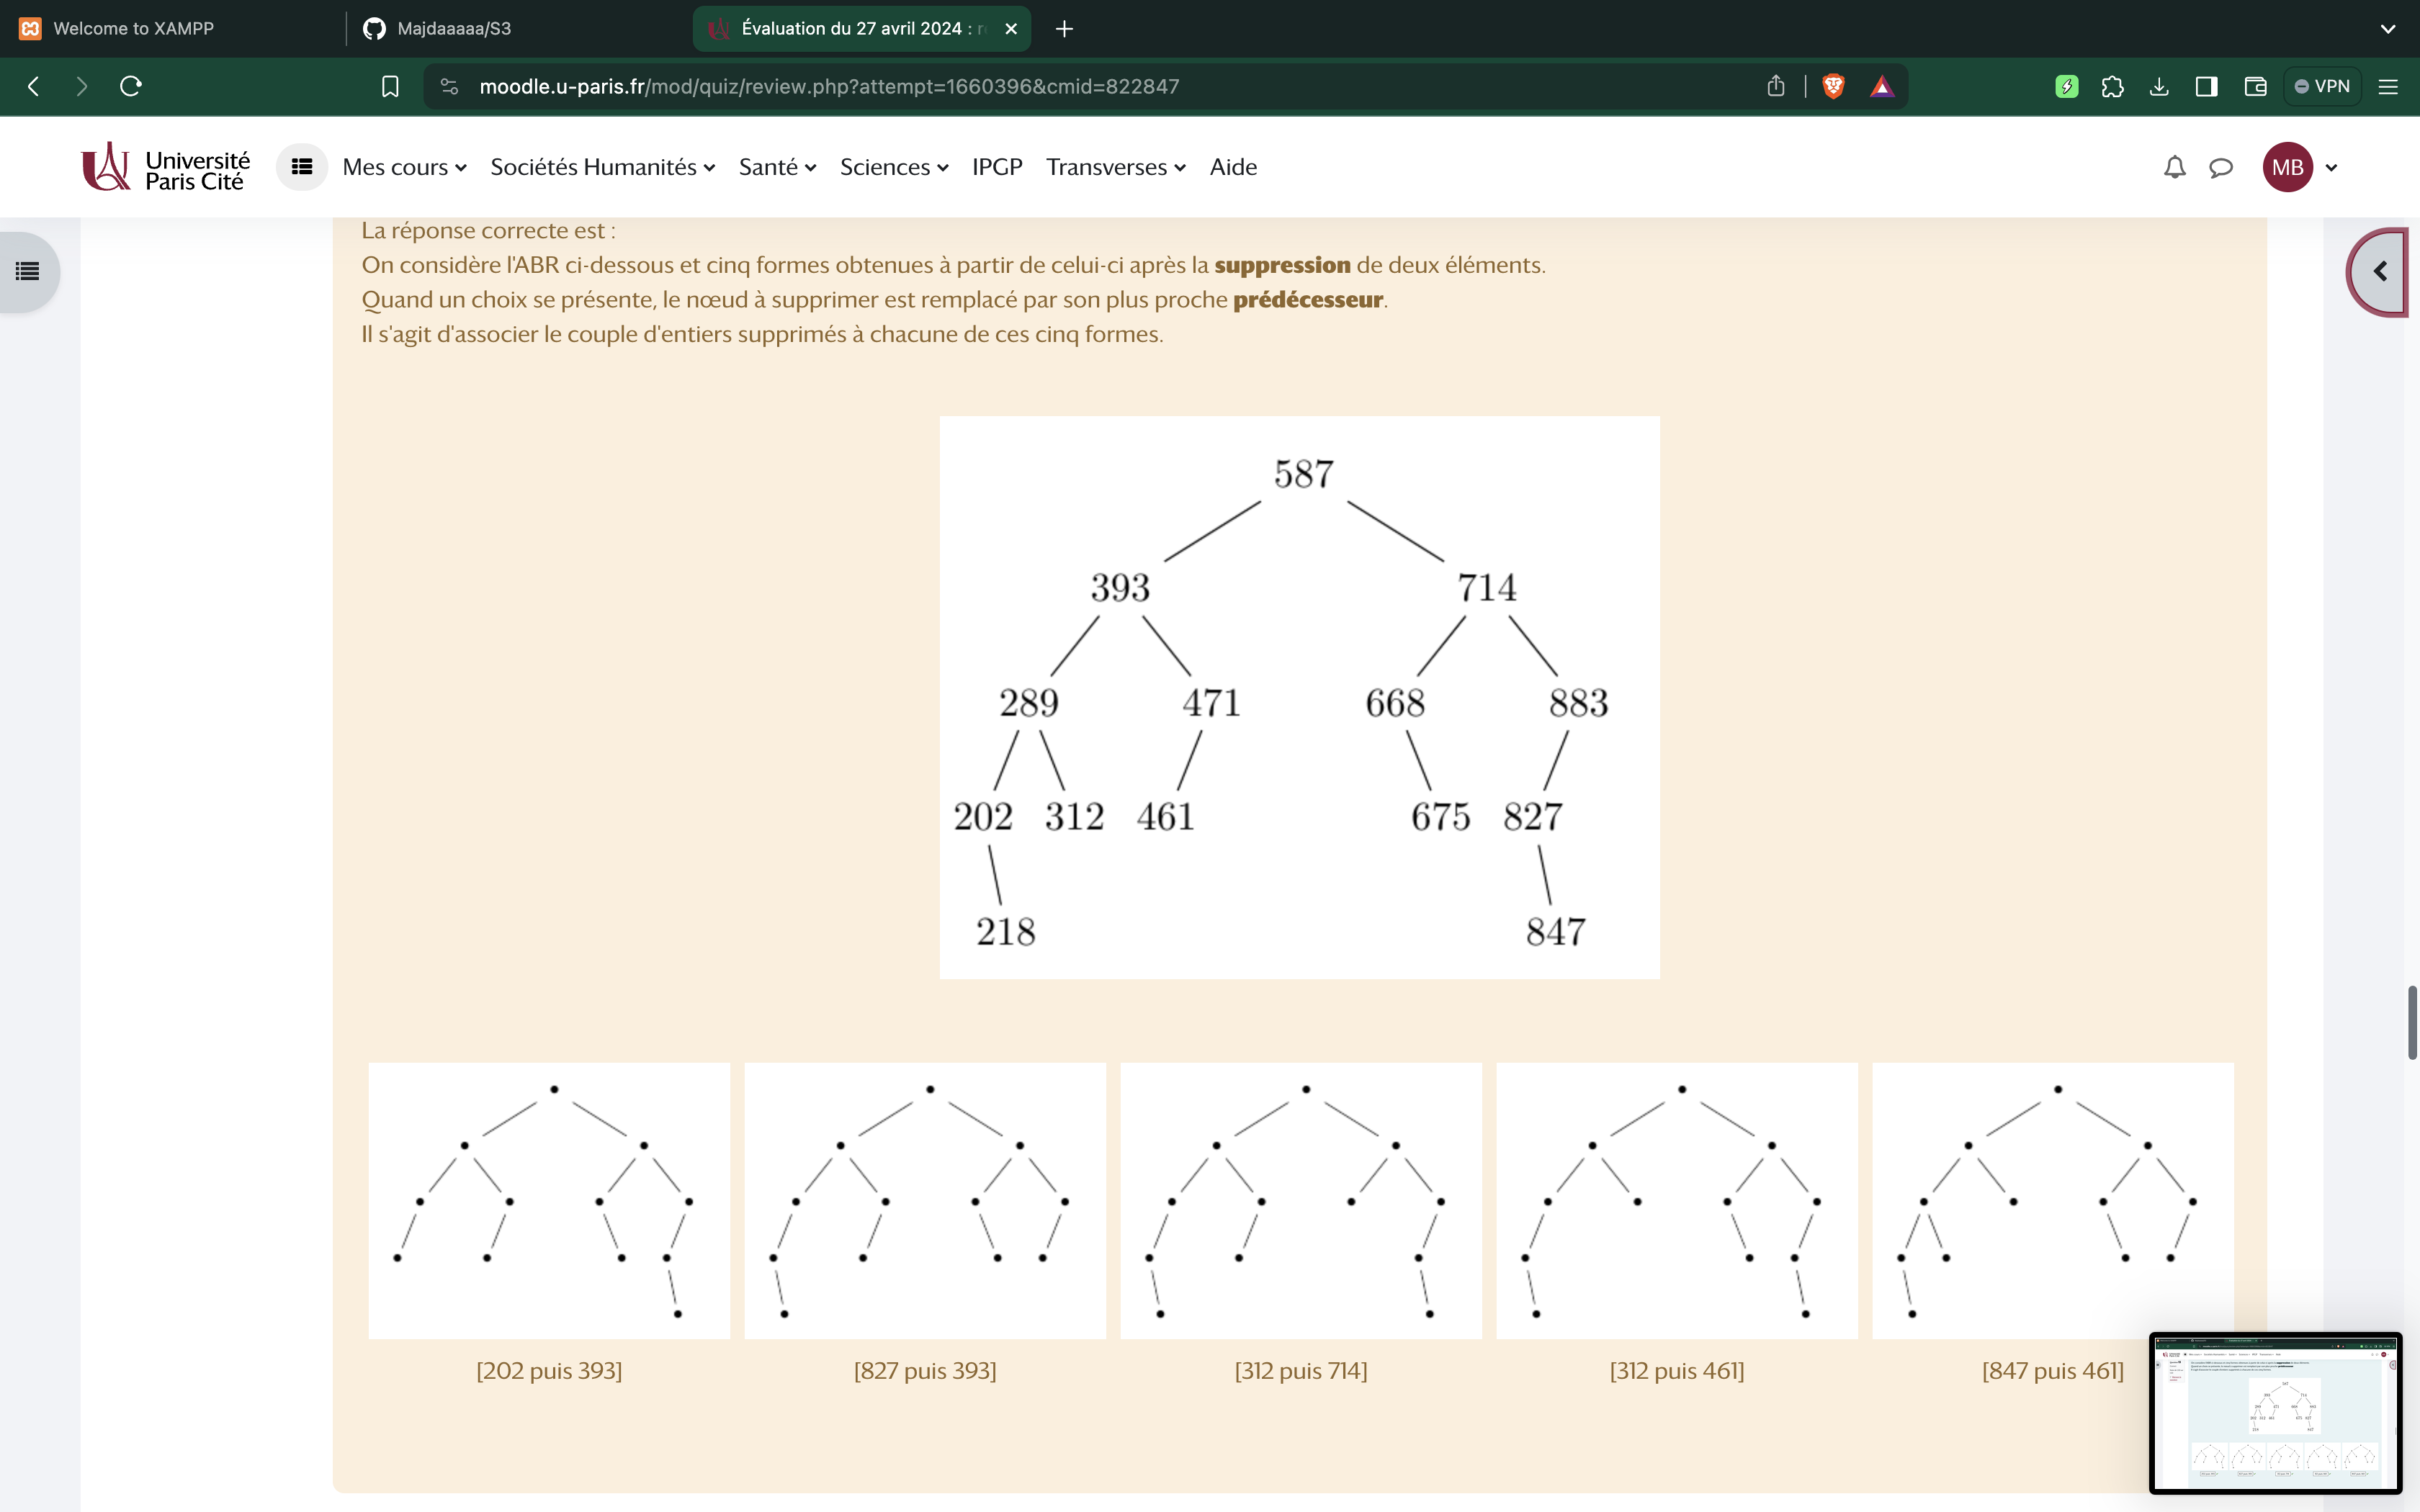 Welcome to XAMPP
Majdaaaaa/S3
Évaluation du 27 avril 2024 :
moodle.u-paris.fr/mod/quiz/review.php?attempt=1660396&cmid=822847
VPN
Université
Paris Cité
Mes cours
Sociétés Humanités
Santé
Sciences
IPGP
Transverses
Aide
MB
La réponse correcte est :
On considère l'ABR ci-dessous et cinq formes obtenues à partir de celui-ci après la suppression de deux éléments.
Quand un choix se présente, le nœud à supprimer est remplacé par son plus proche prédécesseur.
Il s'agit d'associer le couple d'entiers supprimés à chacune de ces cinq formes.
587
393 714
289 471 668 883
202 312 461 675 827
218 847
[202 puis 393] [827 puis 393] [312 puis 714] [312 puis 461] [847 puis 461]